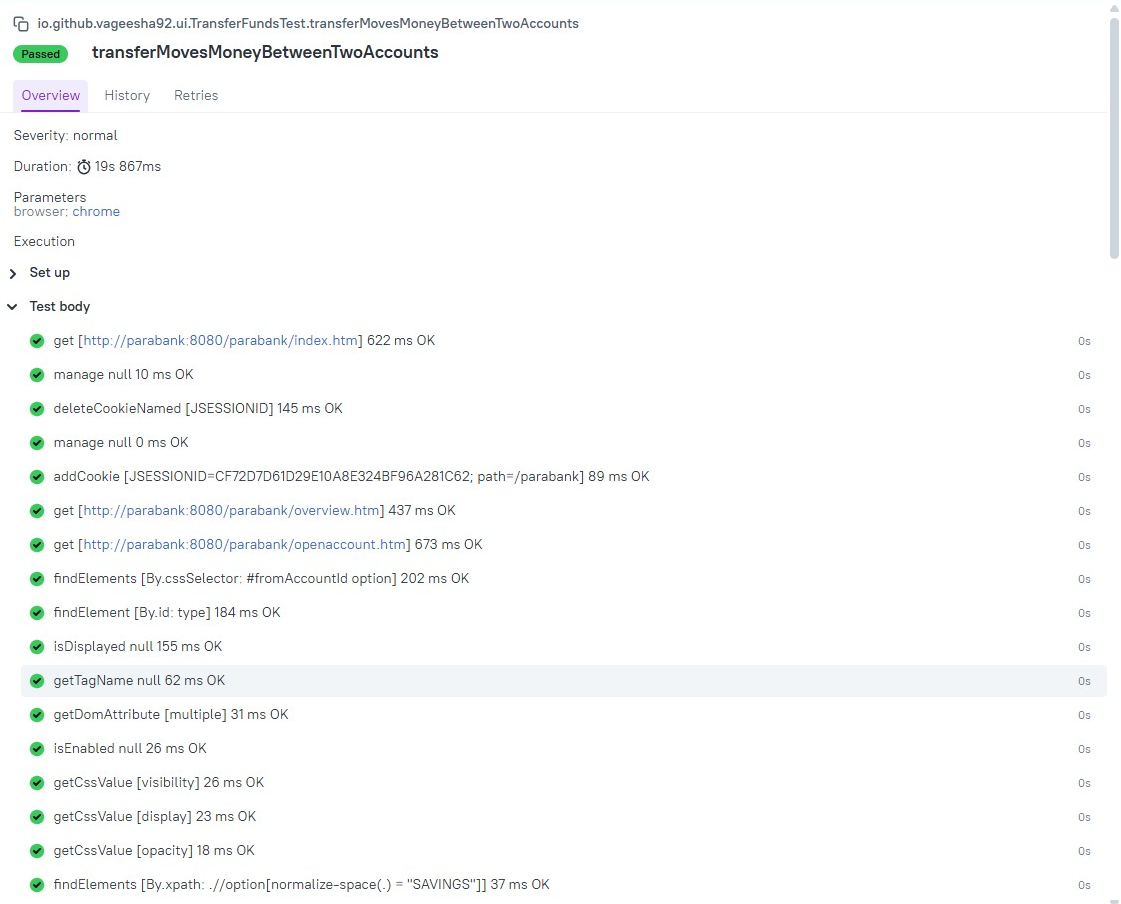 io.github.vageesha92.ui.TransferFundsTest.transferMovesMoneyBetweenTwoAccounts
Passed transferMovesMoneyBetweenTwoAccounts
Overview History Retries
Severity: normal
Duration: 19s 867ms
Parameters
browser: chrome
Execution
Set up
Test body
get [http://parabank:8080/parabank/index.htm] 622 ms OK 0s
manage null 10 ms OK 0s
deleteCookieNamed [JSESSIONID] 145 ms OK 0s
manage null 0 ms OK 0s
addCookie [JSESSIONID=CF72D7D61D29E10A8E324BF96A281C62; path=/parabank] 89 ms OK 0s
get [http://parabank:8080/parabank/overview.htm] 437 ms OK 0s
get [http://parabank:8080/parabank/openaccount.htm] 673 ms OK 0s
findElements [By.cssSelector: #fromAccountId option] 202 ms OK 0s
findElement [By.id: type] 184 ms OK 0s
isDisplayed null 155 ms OK 0s
getTagName null 62 ms OK 0s
getDomAttribute [multiple] 31 ms OK 0s
isEnabled null 26 ms OK 0s
getCssValue [visibility] 26 ms OK 0s
getCssValue [display] 23 ms OK 0s
getCssValue [opacity] 18 ms OK 0s
findElements [By.xpath: .//option[normalize-space(.) = "SAVINGS"]] 37 ms OK 0s